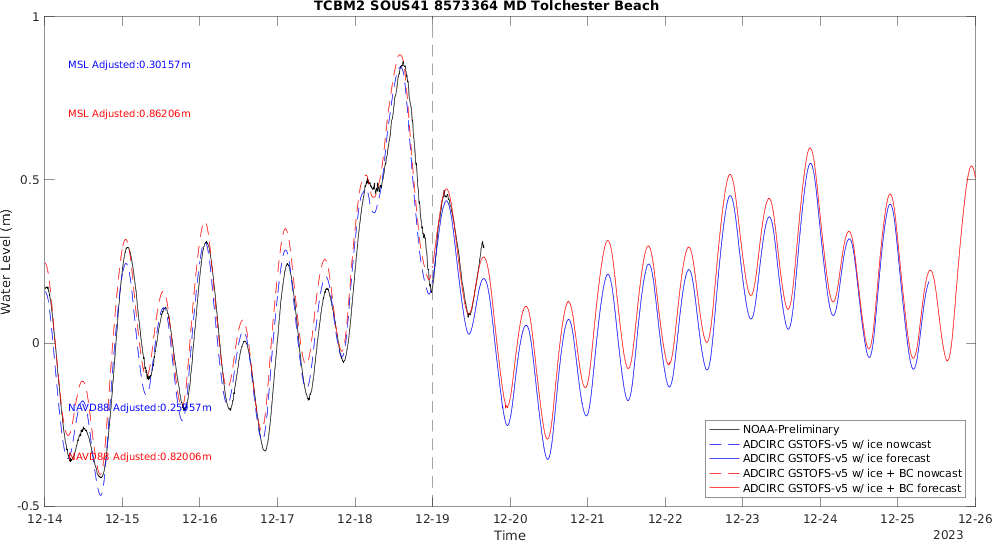 TCBM2 SOUS41 8573364 MD Tolchester Beach
1
0.5
0
-0.5
Water Level (m)
MSL Adjusted:0.30157m
MSL Adjusted:0.86206m
NAVD88 Adjusted:0.25957m
NAVD88 Adjusted:0.82006m
NOAA-Preliminary
ADCIRC GSTOFS-v5 w/ ice nowcast
ADCIRC GSTOFS-v5 w/ ice forecast
ADCIRC GSTOFS-v5 w/ ice + BC nowcast
ADCIRC GSTOFS-v5 w/ ice + BC forecast
12-14 12-15 12-16 12-17 12-18 12-19 12-20 12-21 12-22 12-23 12-24 12-25 12-26
Time
2023